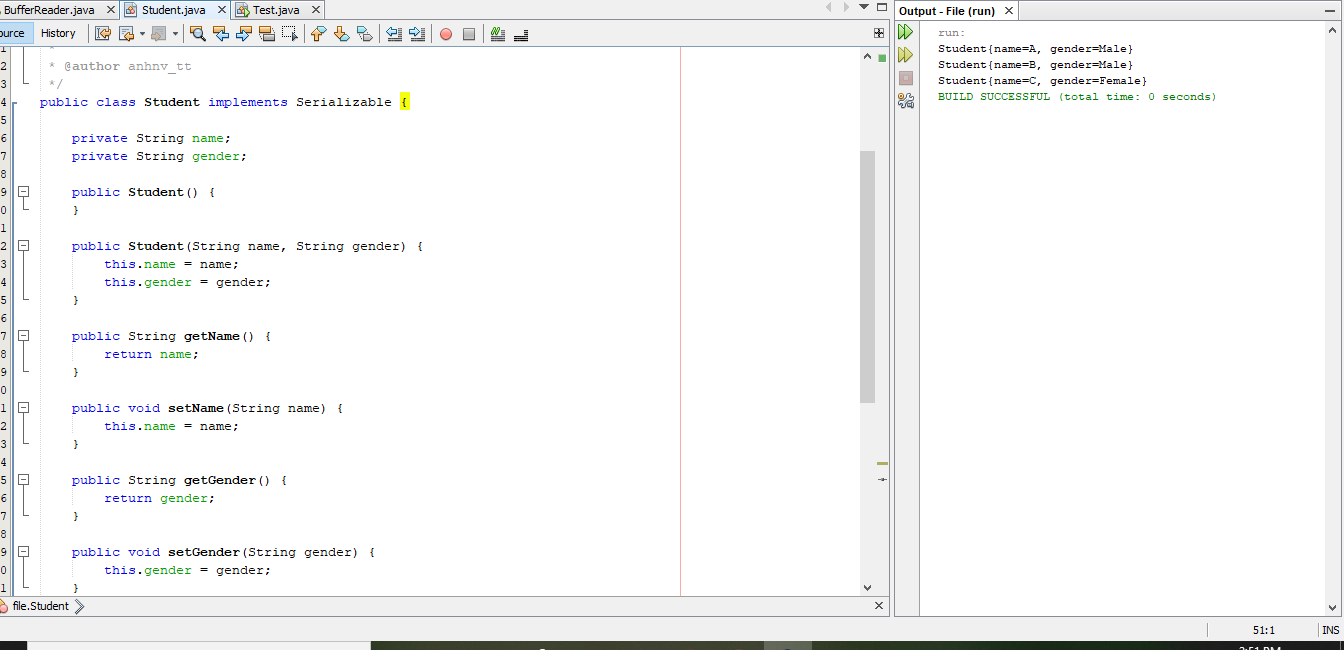 BufferReader.java Student.java Test.java
ource History
1 *
2 * @author anhnv_tt
3 */
4 public class Student implements Serializable {
5
6 private String name;
7 private String gender;
8
9 public Student() {
0 }
1
2 public Student(String name, String gender) {
3 this.name = name;
4 this.gender = gender;
5 }
6
7 public String getName() {
8 return name;
9 }
0
1 public void setName(String name) {
2 this.name = name;
3 }
4
5 public String getGender() {
6 return gender;
7 }
8
9 public void setGender(String gender) {
0 this.gender = gender;
1 }
file.Student
Output - File (run)
run:
Student{name=A, gender=Male}
Student{name=B, gender=Male}
Student{name=C, gender=Female}
BUILD SUCCESSFUL (total time: 0 seconds)
51:1 INS